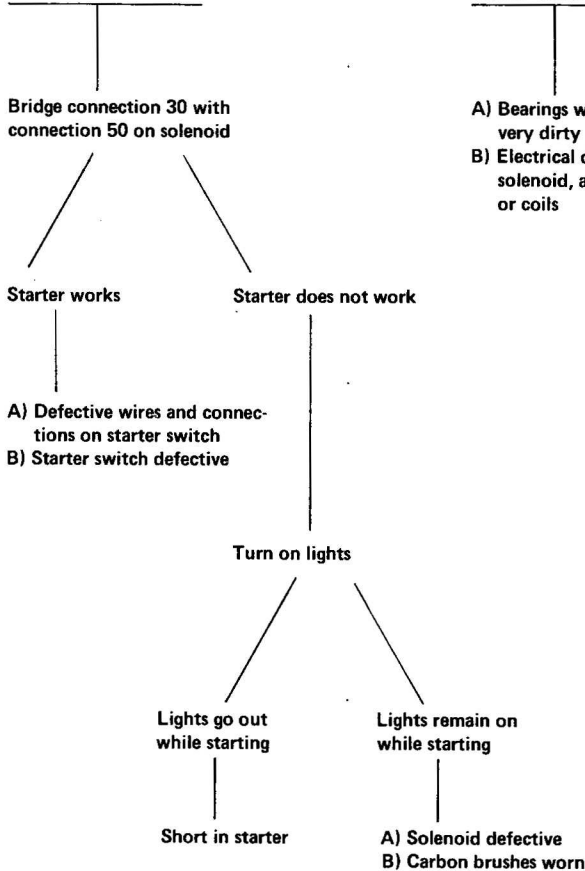 Bridge connection 30 with
connection 50 on solenoid
A) Bearings
very dirty
B) Electrical
solenoid,
or coils
Starter works
Starter does not work
A) Defective wires and connec-
tions on starter switch
B) Starter switch defective
Turn on lights
Lights go out
while starting
Lights remain on
while starting
Short in starter
A) Solenoid defective
B) Carbon brushes worn